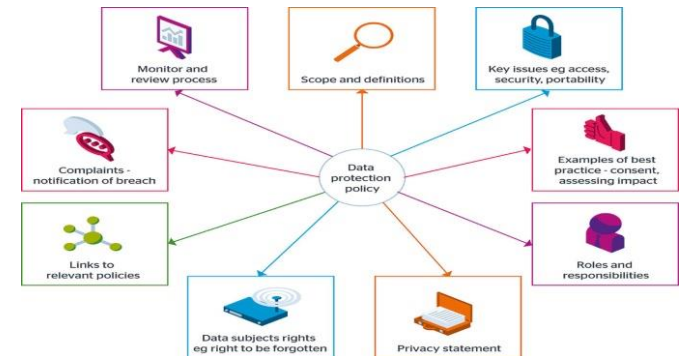 Monitor and
review process
Scope and definitions
Key issues eg access,
security, portability
Complaints -
notification of breach
Data
protection
policy
Examples of best
practice - consent,
assessing impact
Links to
relevant policies
Roles and
responsibilities
Data subjects rights
eg right to be forgotten
Privacy statement